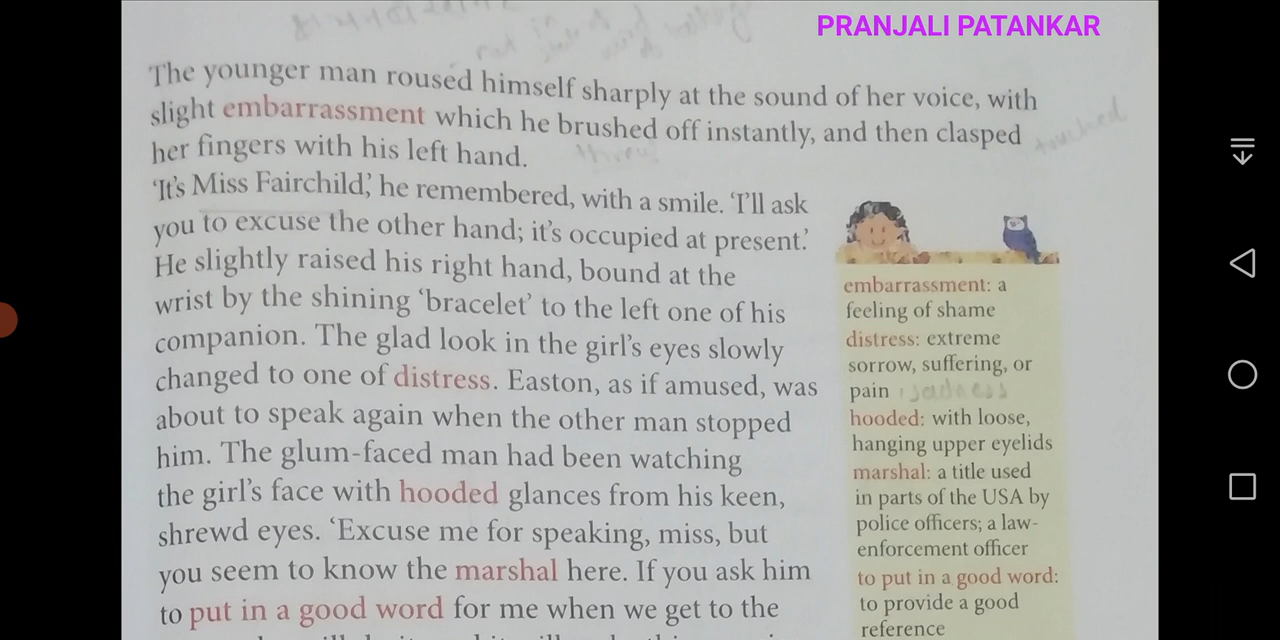 PRANJALI PATANKAR
The younger man roused himself sharply at the sound of her voice, with
slight embarrassment which he brushed off instantly, and then clasped
her fingers with his left hand.
touched
'It's Miss Fairchild,' he remembered, with a smile. 'I'll ask
you to excuse the other hand; it's occupied at present.'
He slightly raised his right hand, bound at the
wrist by the shining 'bracelet' to the left one of his
companion. The glad look in the girl's eyes slowly
changed to one of distress. Easton, as if amused, was
about to speak again when the other man stopped
him. The glum-faced man had been watching
the girl's face with hooded glances from his keen,
shrewd eyes. 'Excuse me for speaking, miss, but
you seem to know the marshal here. If you ask him
to put in a good word for me when we get to the
embarrassment: a
feeling of shame
distress: extreme
sorrow, suffering, or
pain sadness
hooded: with loose,
hanging upper eyelids
marshal: a title used
in parts of the USA by
police officers; a law-
enforcement officer
to put in a good word:
to provide a good
reference